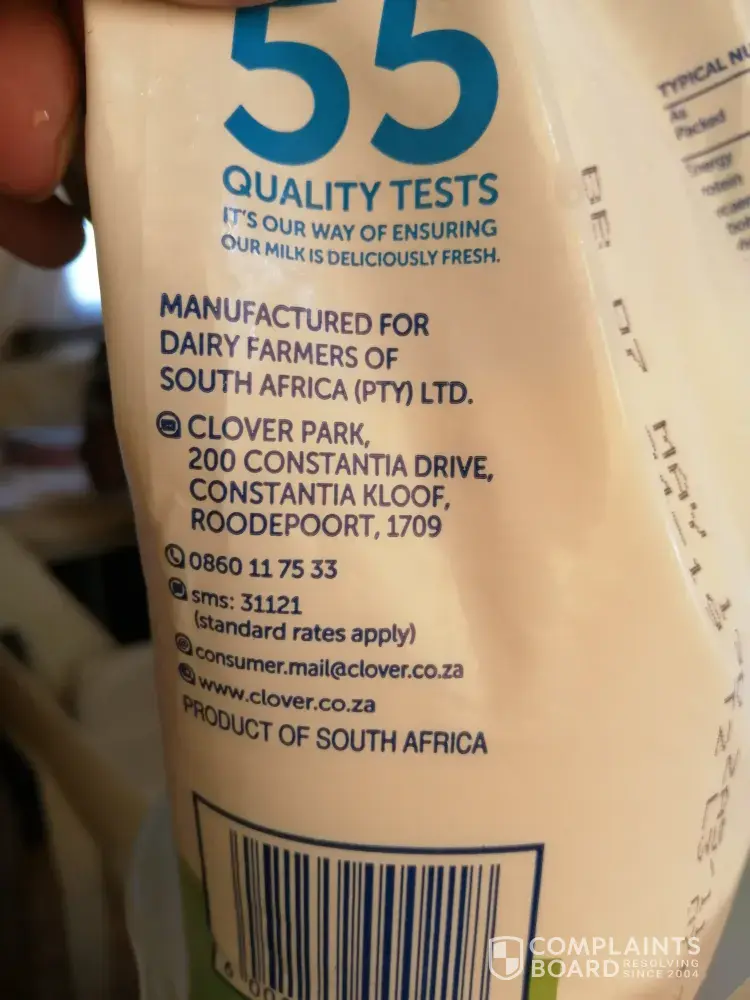 55
QUALITY TESTS
IT'S OUR WAY OF ENSURING
OUR MILK IS DELICIOUSLY FRESH.
MANUFACTURED FOR
DAIRY FARMERS OF
SOUTH AFRICA (PTY) LTD.
CLOVER PARK,
200 CONSTANTIA DRIVE,
CONSTANTIA KLOOF,
ROODEPOORT, 1709
0860 11 75 33
sms: 31121
(standard rates apply)
consumer.mail@clover.co.za
www.clover.co.za
PRODUCT OF SOUTH AFRICA
TYPICAL
As
Packed
BE 07 MAY
COMPLAINTS
BOARD RESOLVING
SINCE 2004